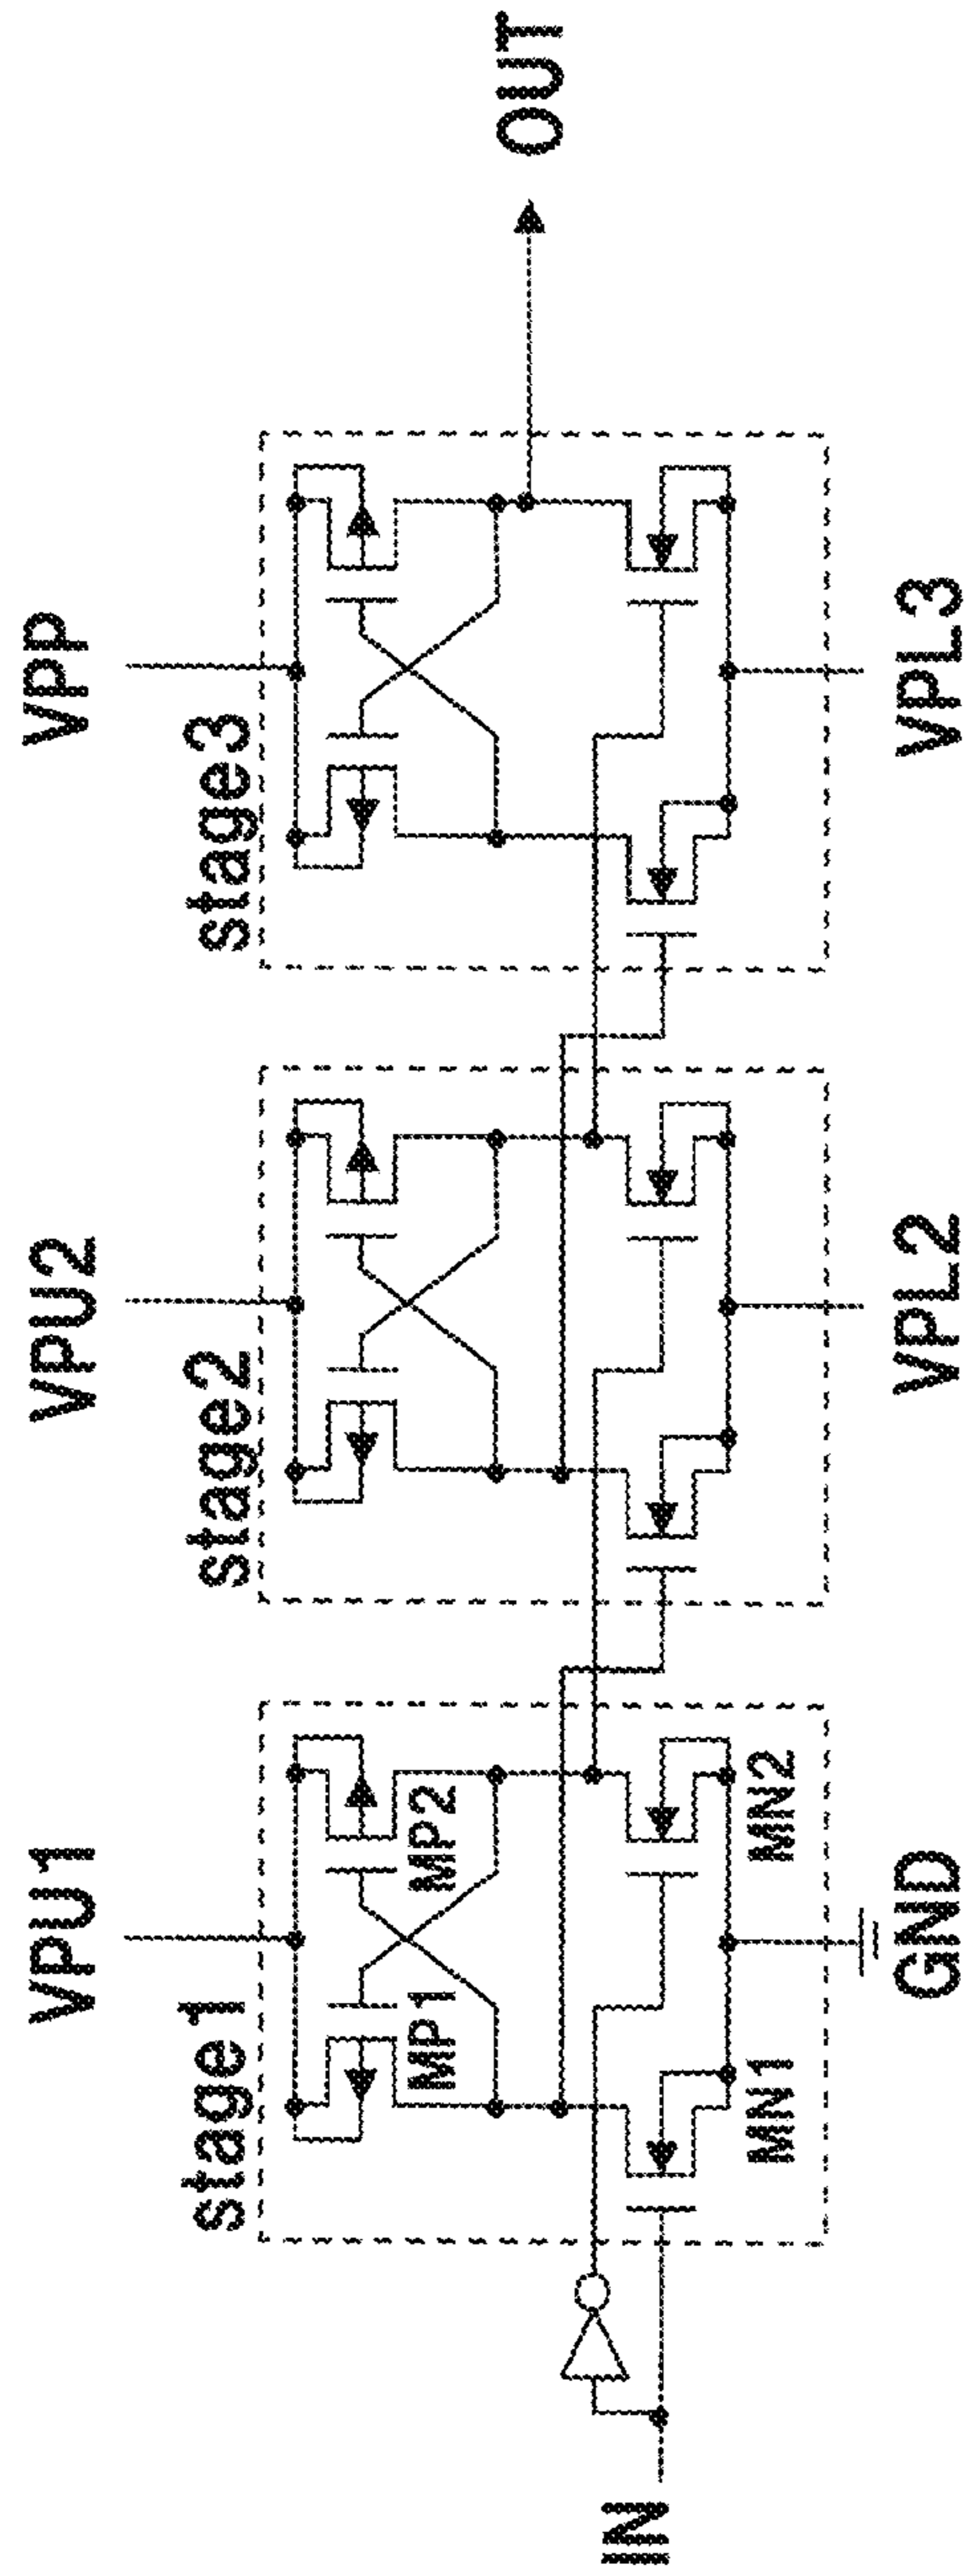 VPU1
VPU2
VPP
stage1
stage2
stage3
MP1
MP2
OUT
IN
MN1
MN2
GND
VPL2
VPL3